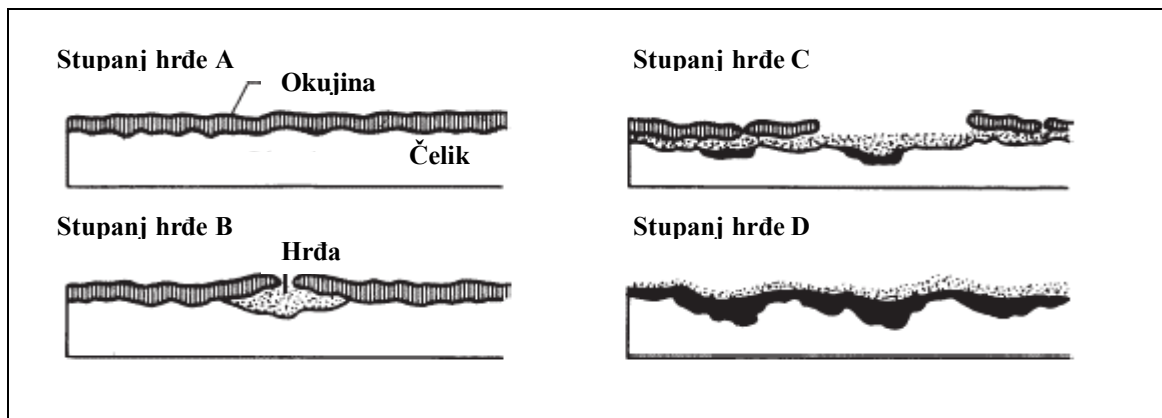 Stupanj hrđe A
Okujina
Čelik
Stupanj hrđe B
Hrđa
Stupanj hrđe C
Stupanj hrđe D